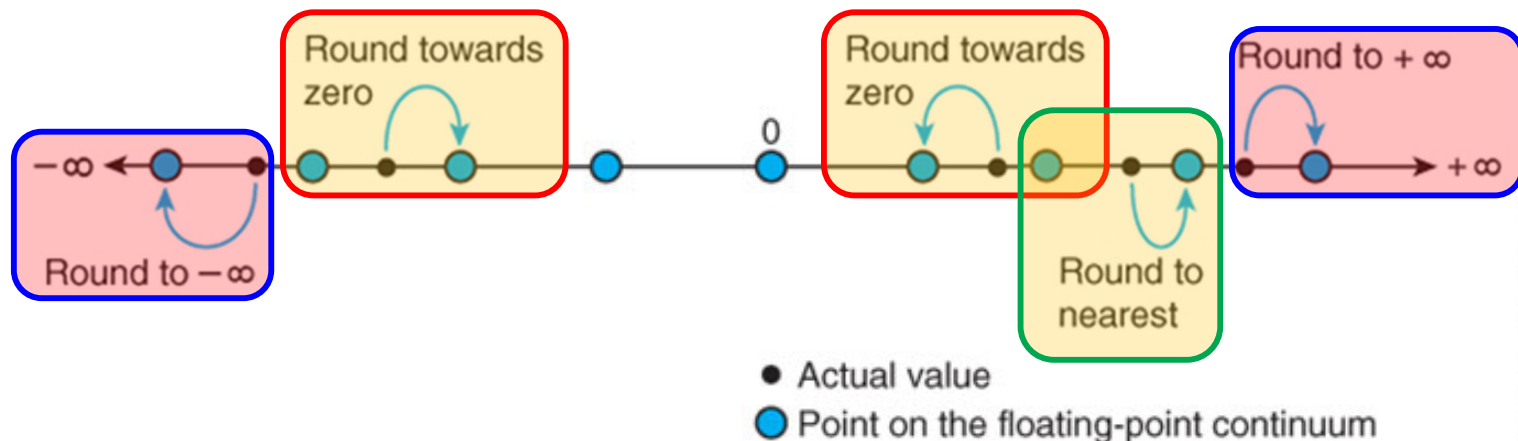 Round towards
zero
Round towards
zero
Round to + ∞
0
− ∞
+ ∞
Round to − ∞
Round to
nearest
Actual value
Point on the floating-point continuum